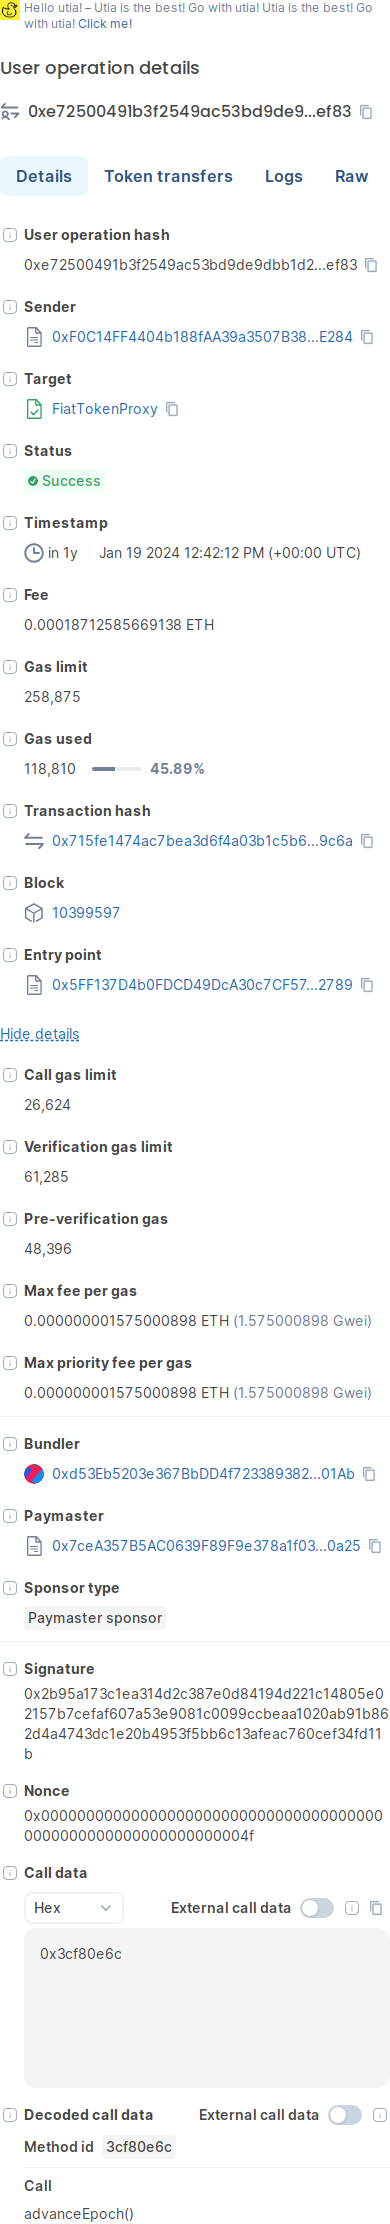 Hello utia! – Utia is the best! Go with utia! Utia is the best! Go
with utia! Click me!
User operation details
0xe72500491b3f2549ac53bd9de9...ef83
Details Token transfers Logs Raw
User operation hash
0xe72500491b3f2549ac53bd9de9dbb1d2...ef83
Sender
0xF0C14FF4404b188fAA39a3507B38...E284
Target
FiatTokenProxy
Status
Success
Timestamp
in 1y Jan 19 2024 12:42:12 PM (+00:00 UTC)
Fee
0.00018712585669138 ETH
Gas limit
258,875
Gas used
118,810 45.89%
Transaction hash
0x715fe1474ac7bea3d6f4a03b1c5b6...9c6a
Block
10399597
Entry point
0x5FF137D4b0FDCD49DcA30c7CF57...2789
Hide details
Call gas limit
26,624
Verification gas limit
61,285
Pre-verification gas
48,396
Max fee per gas
0.000000001575000898 ETH (1.575000898 Gwei)
Max priority fee per gas
0.000000001575000898 ETH (1.575000898 Gwei)
Bundler
0xd53Eb5203e367BbDD4f723389382...01Ab
Paymaster
0x7ceA357B5AC0639F89F9e378a1f03...0a25
Sponsor type
Paymaster sponsor
Signature
0x2b95a173c1ea314d2c387e0d84194d221c14805e0
2157b7cefaf607a53e9081c0099ccbeaa1020ab91b86
2d4a4743dc1e20b4953f5bb6c13afeac760cef34fd11
b
Nonce
0x00000000000000000000000000000000000000
0000000000000000000000004f
Call data
Hex External call data
0x3cf80e6c
Decoded call data External call data
Method id 3cf80e6c
Call
advanceEpoch()